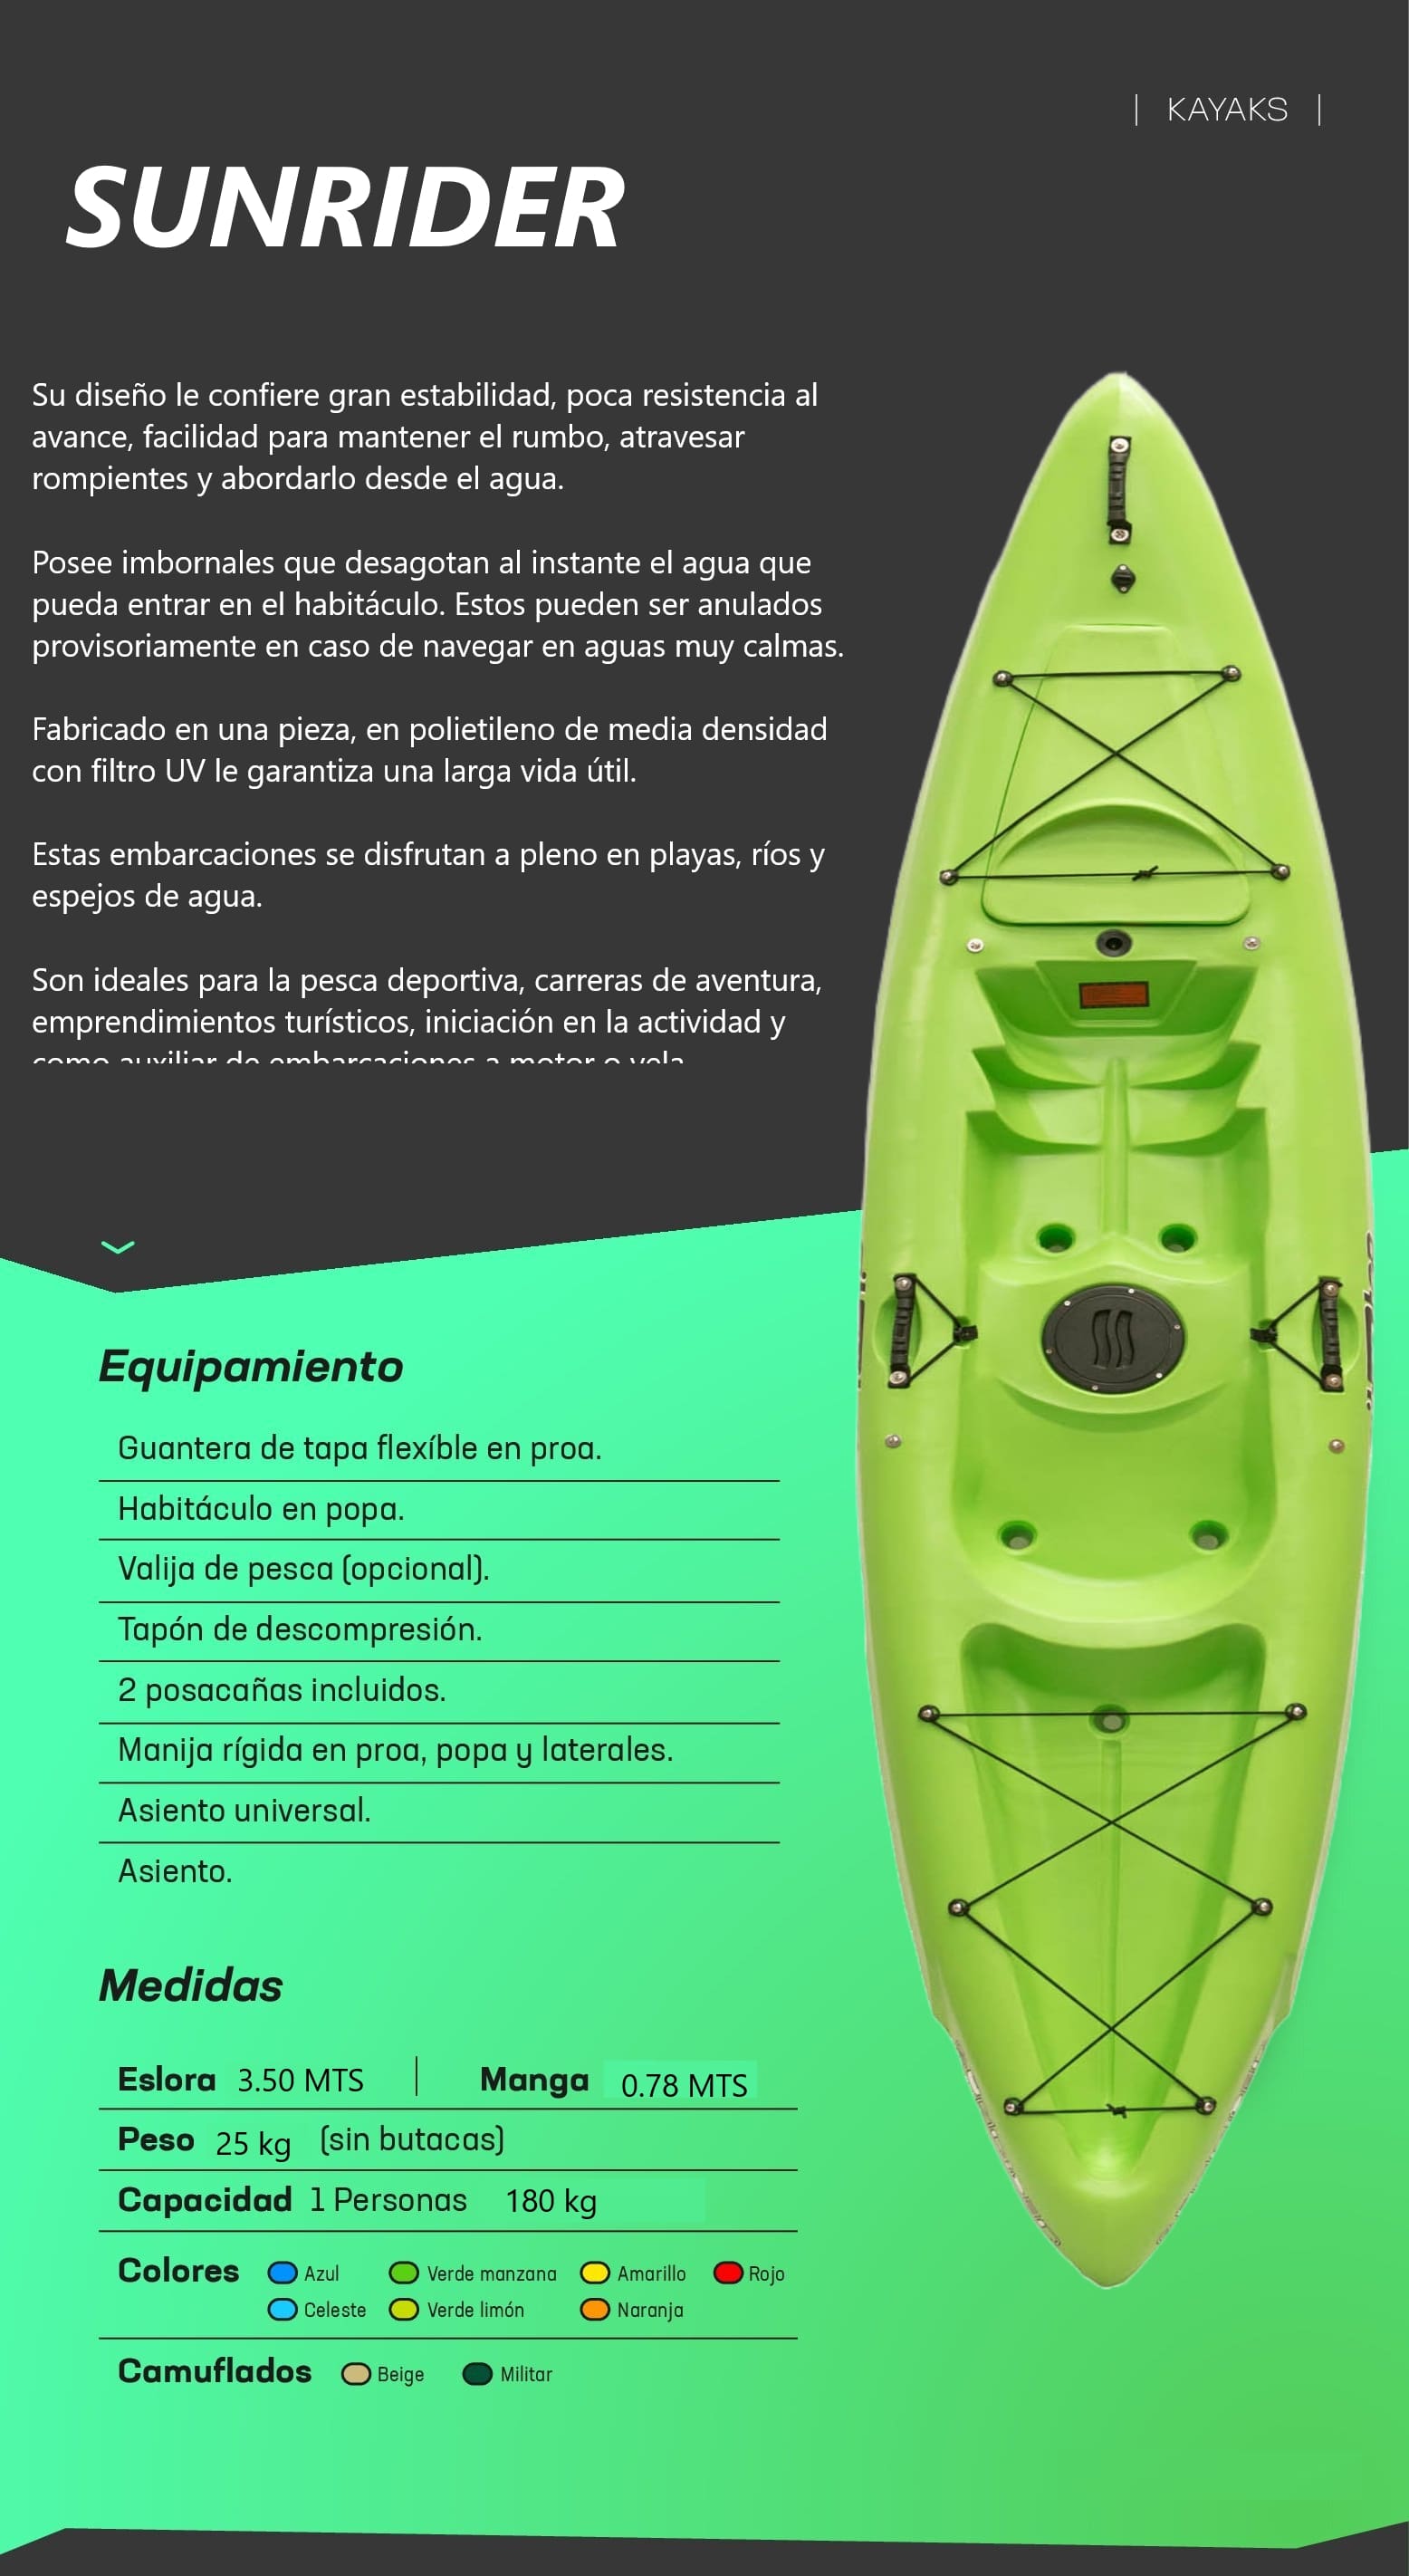 | KAYAKS |
SUNRIDER
Su diseño le confiere gran estabilidad, poca resistencia al
avance, facilidad para mantener el rumbo, atravesar
rompientes y abordarlo desde el agua.
Posee imbornales que desagotan al instante el agua que
pueda entrar en el habitáculo. Estos pueden ser anulados
provisoriamente en caso de navegar en aguas muy calmas.
Fabricado en una pieza, en polietileno de media densidad
con filtro UV le garantiza una larga vida útil.
Estas embarcaciones se disfrutan a pleno en playas, ríos y
espejos de agua.
Son ideales para la pesca deportiva, carreras de aventura,
emprendimientos turísticos, iniciación en la actividad y
como auxiliar de embarcaciones a motor o vela
Equipamiento
Guantera de tapa flexíble en proa.
Habitáculo en popa.
Valija de pesca (opcional).
Tapón de descompresión.
2 posacañas incluidos.
Manija rígida en proa, popa y laterales.
Asiento universal.
Asiento.
Medidas
Eslora 3.50 MTS | Manga 0.78 MTS
Peso 25 kg (sin butacas)
Capacidad 1 Personas 180 kg
Colores Azul Verde manzana Amarillo Rojo
Celeste Verde limón Naranja
Camuflados Beige Militar